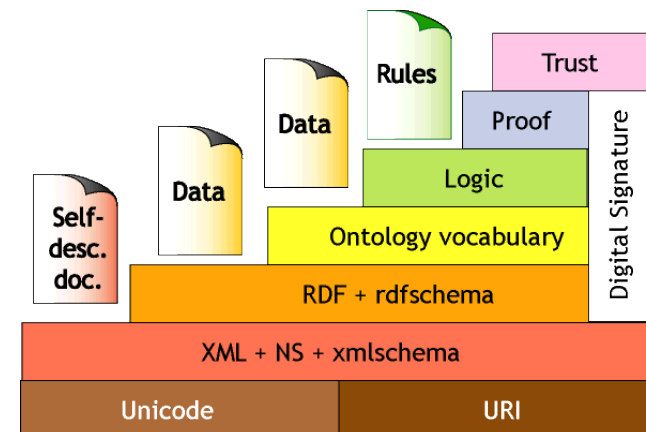 Trust
Rules
Proof
Data
Digital Signature
Logic
Data
Self-
desc.
doc.
Ontology vocabulary
RDF + rdfschema
XML + NS + xmlschema
Unicode
URI